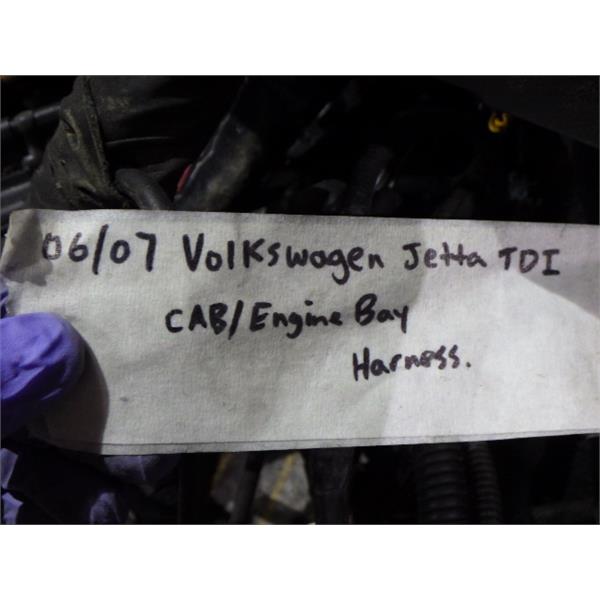 06/07 Volkswagen Jetta TDI
CAB/Engine Bay
Harness.